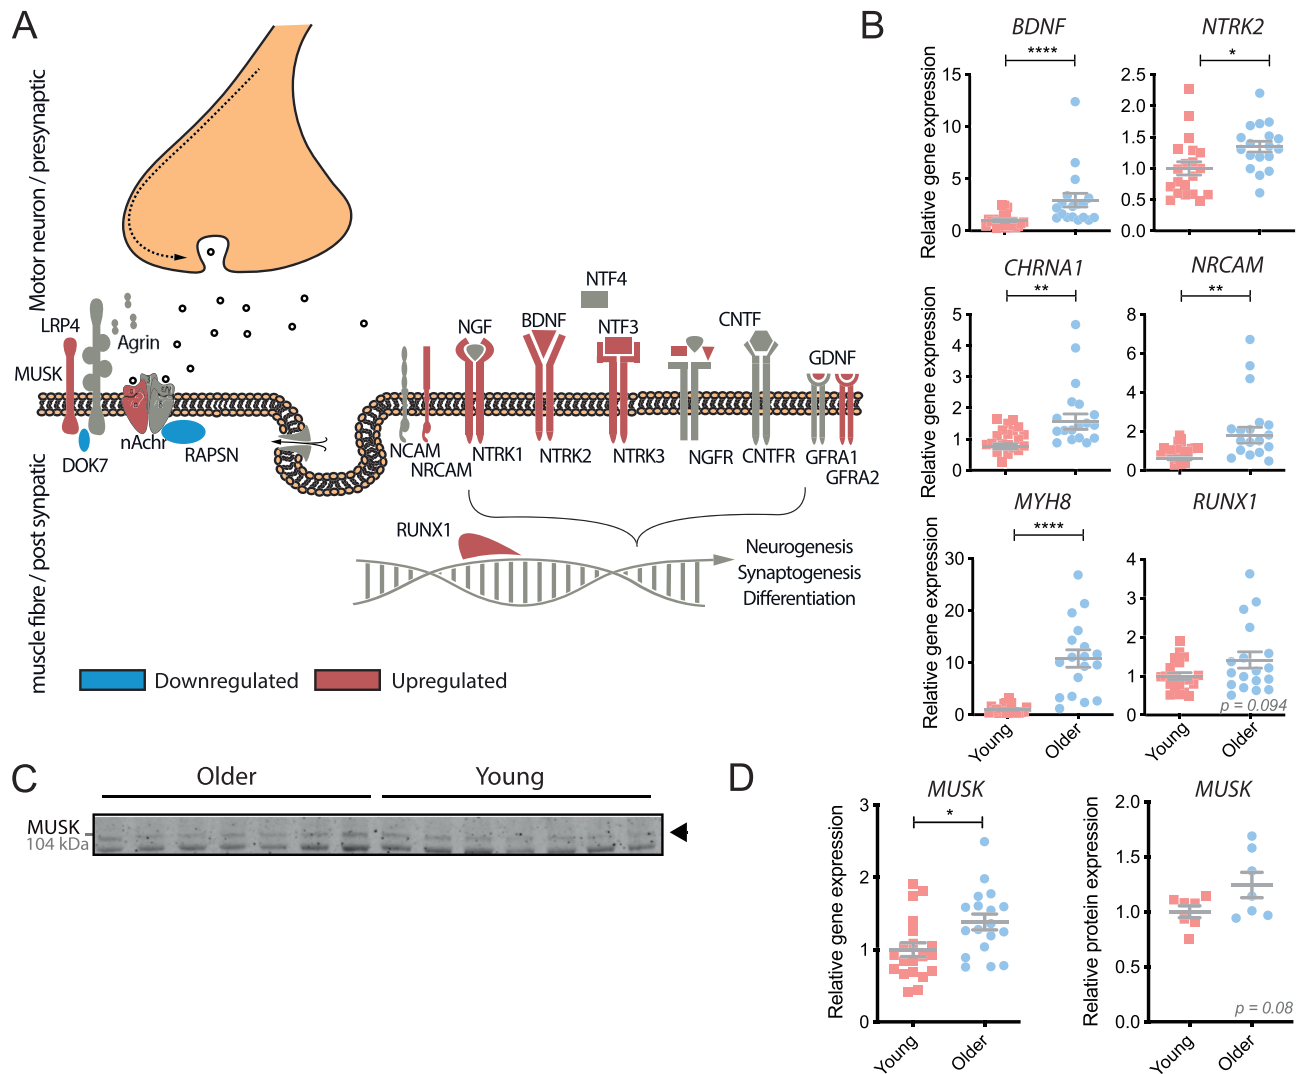 A
Motor neuron / presynaptic
muscle fibre / post synpatic
LRP4
Agrin
MUSK
DOK7
nAchr
RAPSN
NCAM
NRCAM
NGF
NTRK1
BDNF
NTRK2
NTF4
NTF3
NTRK3
NGFR
CNTF
CNTFR
GDNF
GFRA1
GFRA2
RUNX1
Neurogenesis
Synaptogenesis
Differentiation
Downregulated
Upregulated
B
BDNF
****
Relative gene expression
15
10
5
0
NTRK2
*
2.5
2.0
1.5
1.0
0.5
0.0
CHRNA1
**
Relative gene expression
5
4
3
2
1
0
NRCAM
**
8
6
4
2
0
MYH8
****
Relative gene expression
30
20
10
0
Young
Older
RUNX1
4
3
2
1
0
p = 0.094
Young
Older
C
Older
Young
MUSK
104 kDa
D
MUSK
*
Relative gene expression
3
2
1
0
Young
Older
MUSK
Relative protein expression
2.0
1.5
1.0
0.5
0.0
p = 0.08
Young
Older